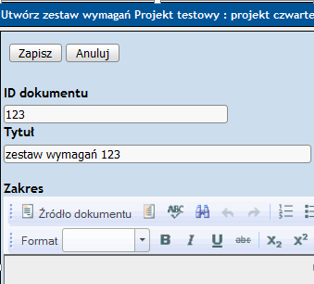 Utwórz zestaw wymagań Projekt testowy : projekt czwarte
Zapisz Anuluj
ID dokumentu
123
Tytuł
zestaw wymagań 123
Zakres
Źródło dokumentu ABC
Format B I U abc x₂ x²